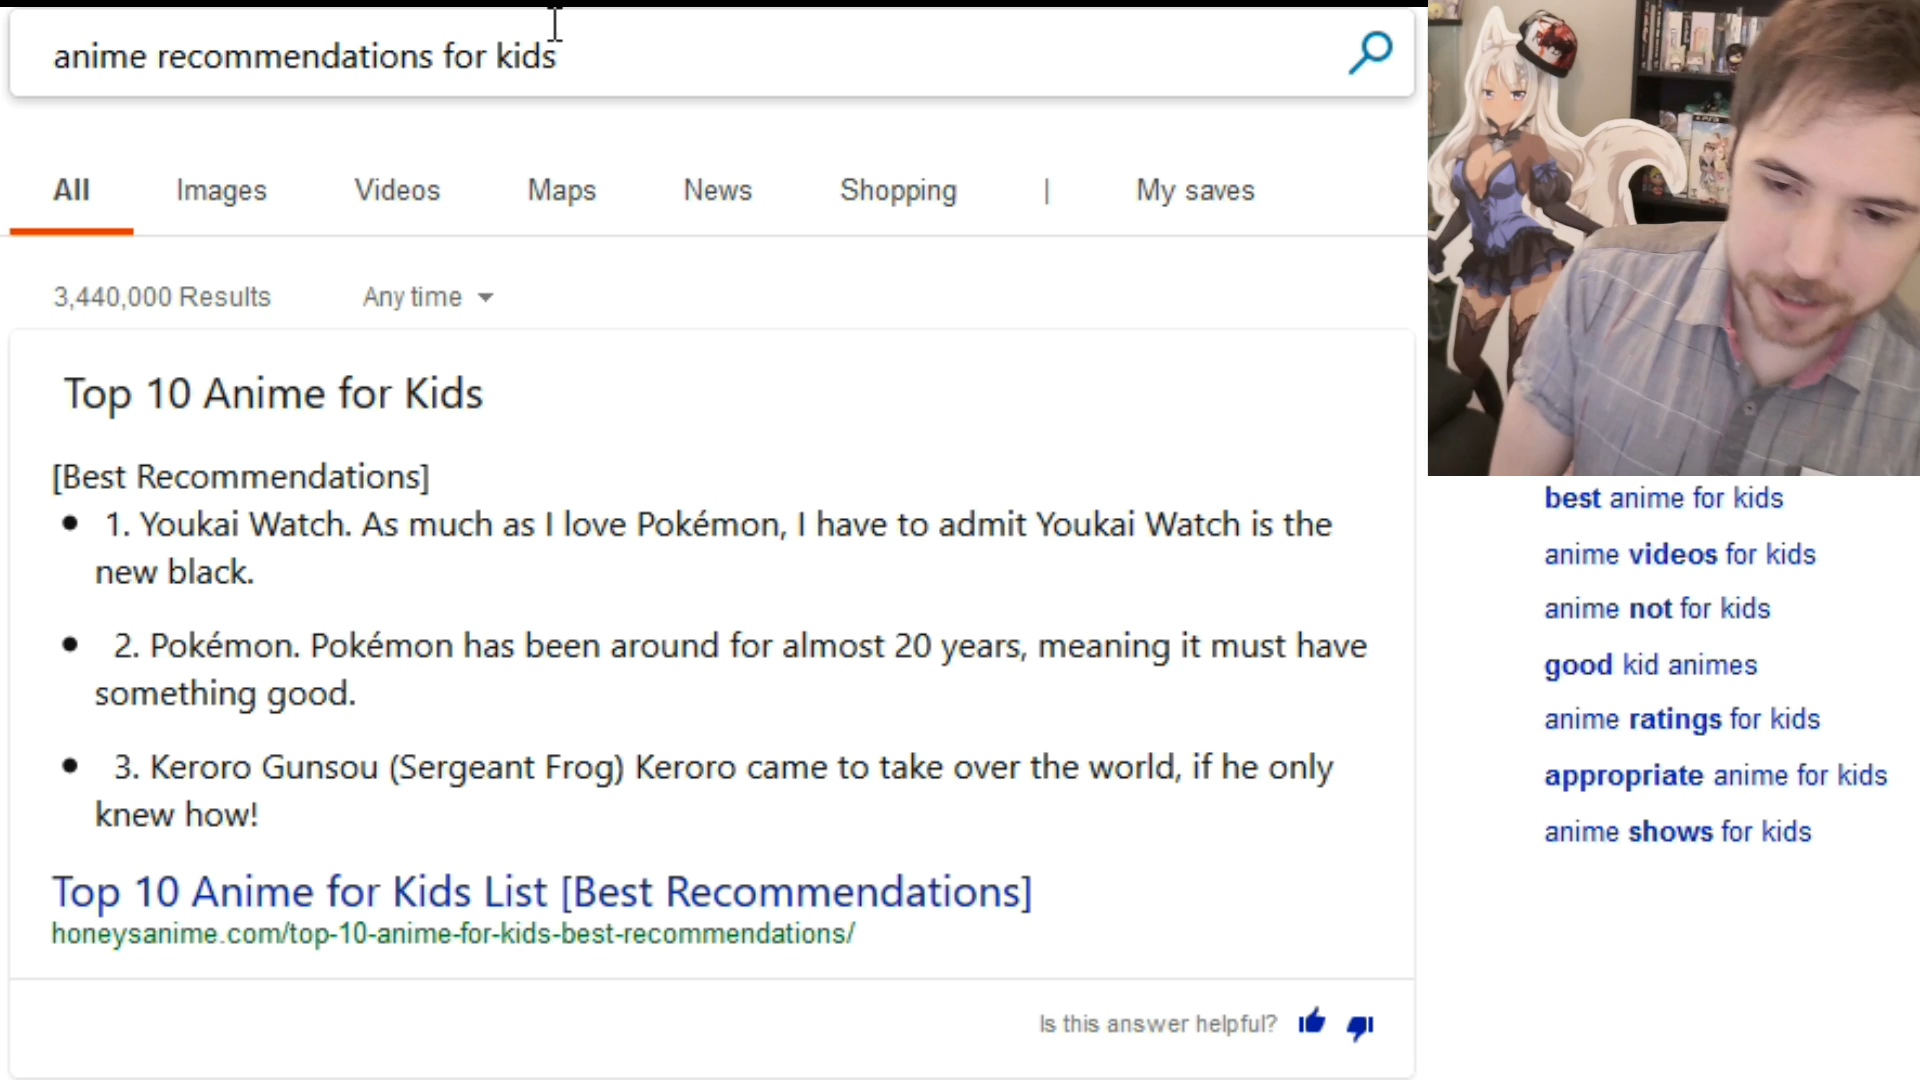 anime recommendations for kids
All Images Videos Maps News Shopping | My saves
3,440,000 Results Any time
Top 10 Anime for Kids
[Best Recommendations]
1. Youkai Watch. As much as I love Pokémon, I have to admit Youkai Watch is the
new black.
2. Pokémon. Pokémon has been around for almost 20 years, meaning it must have
something good.
3. Keroro Gunsou (Sergeant Frog) Keroro came to take over the world, if he only
knew how!
Top 10 Anime for Kids List [Best Recommendations]
honeysanime.com/top-10-anime-for-kids-best-recommendations/
Is this answer helpful?
best anime for kids
anime videos for kids
anime not for kids
good kid animes
anime ratings for kids
appropriate anime for kids
anime shows for kids